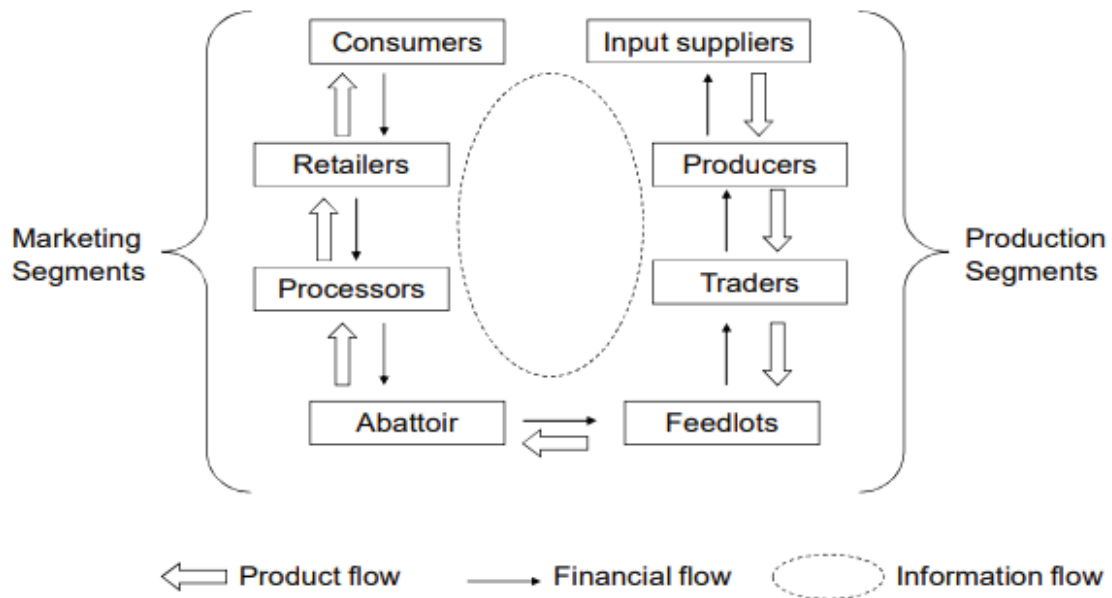 Consumers
Input suppliers
Retailers
Producers
Marketing
Segments
Production
Segments
Processors
Traders
Abattoir
Feedlots
Product flow
Financial flow
Information flow